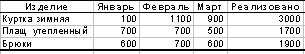 Изделие Январь Февраль Март Реализовано
Куртка зимняя 100 1100 900 3000
Плащ утепленный 700 700 500 1700
Брюки 600 700 600 1900